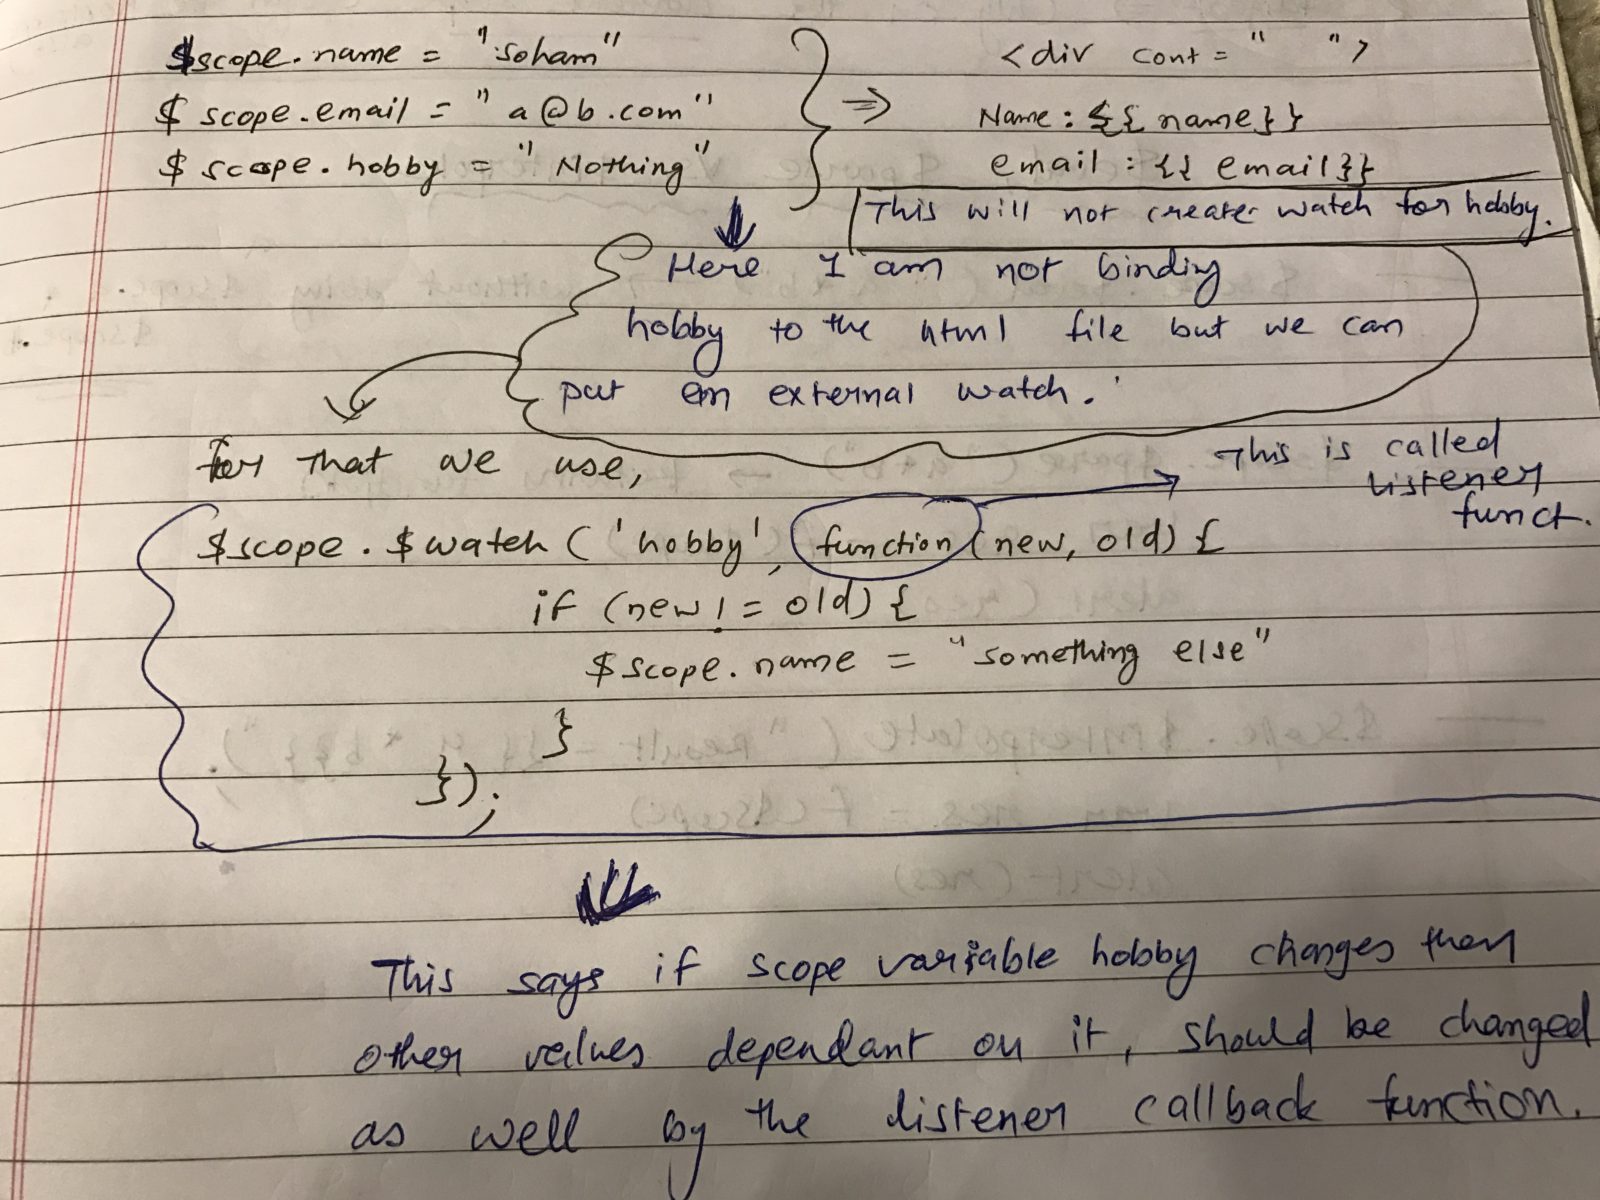 $scope.name = "soham"
$ scope.email = "a@b.com"
$ scope.hobby = "Nothing"
<div cont = " ">
Name: {{ name}}
email : {{ email}}
This will not create watch for hobby.
Here I am not binding
hobby to the html file but we can
put an external watch.
For that we use,
This is called
listener
funct.
$scope.$watch ('hobby', function (new, old) {
if (new != old) {
$scope.name = "something else"
}
});
This says if scope variable hobby changes then
other values dependant on it, should be changed
as well by the listener callback function.